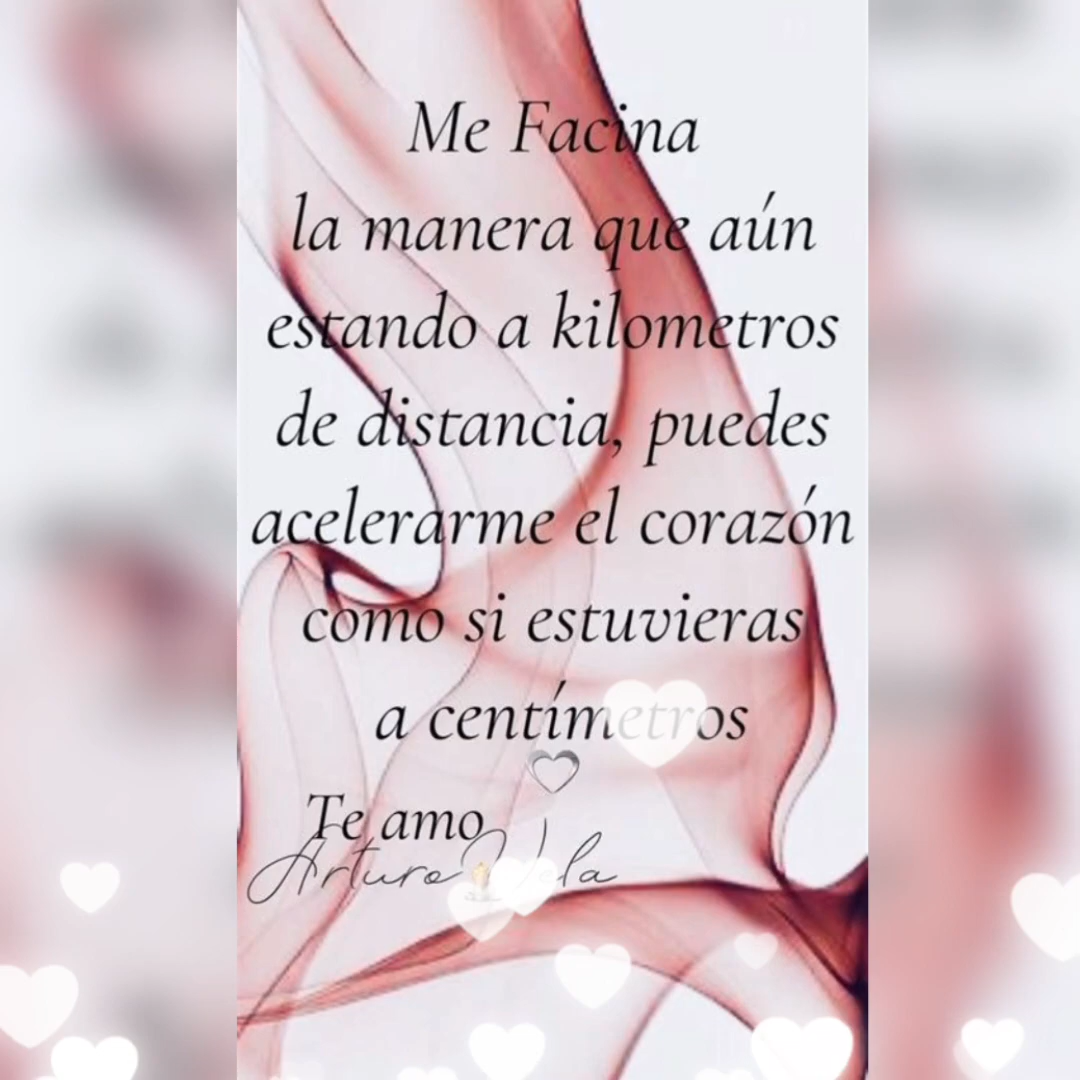 Me Facina
la manera que aún
estando a kilometros
de distancia, puedes
acelerarme el corazón
como si estuvieras
a centímetros
Te amo
Arturo Vela